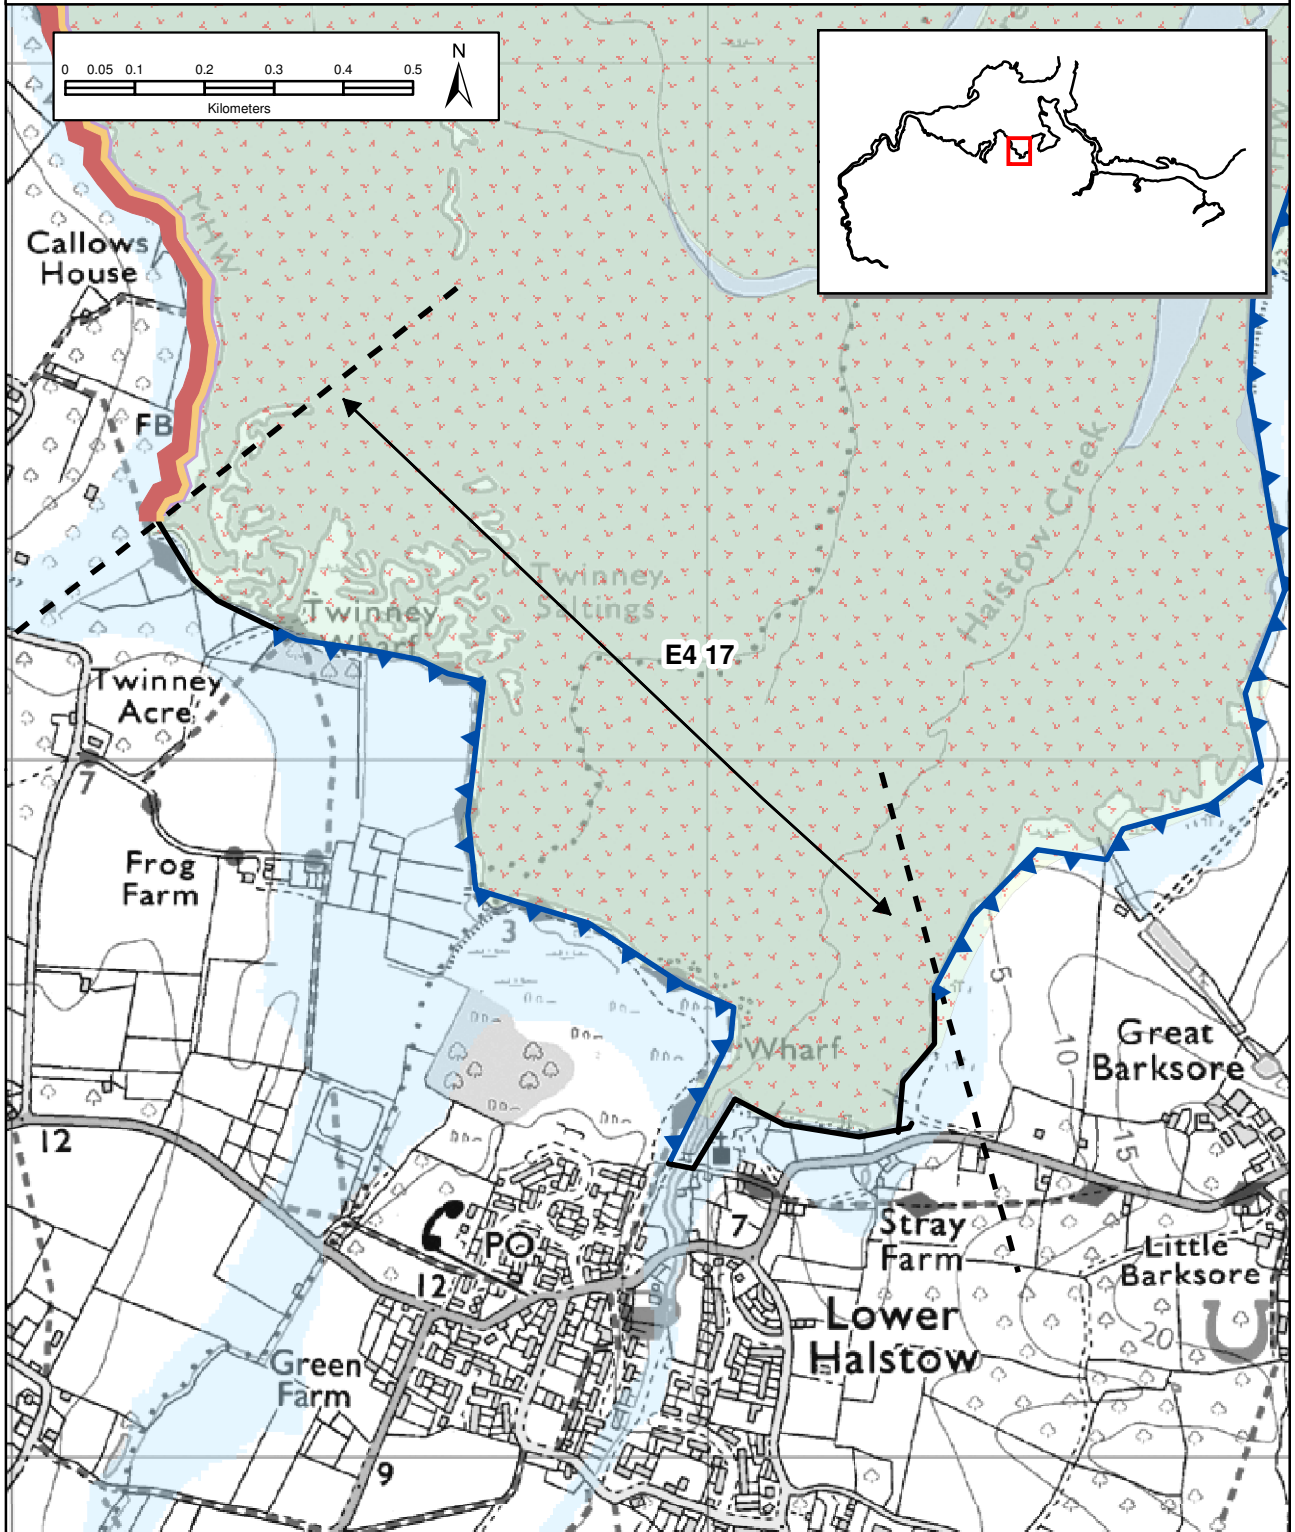 0 0.05 0.1 0.2 0.3 0.4 0.5
Kilometers
N
MHW
Callows
House
FB
Twinney
Saltings
Twinney
Wharf
Halstow Creek
E4 17
Twinney
Acre
7
Frog
Farm
3
5
Wharf
10
Great
Barksore
12
15
7
Stray
Farm
PO
Little
Barksore
12
Lower
Halstow
20
Green
Farm
9